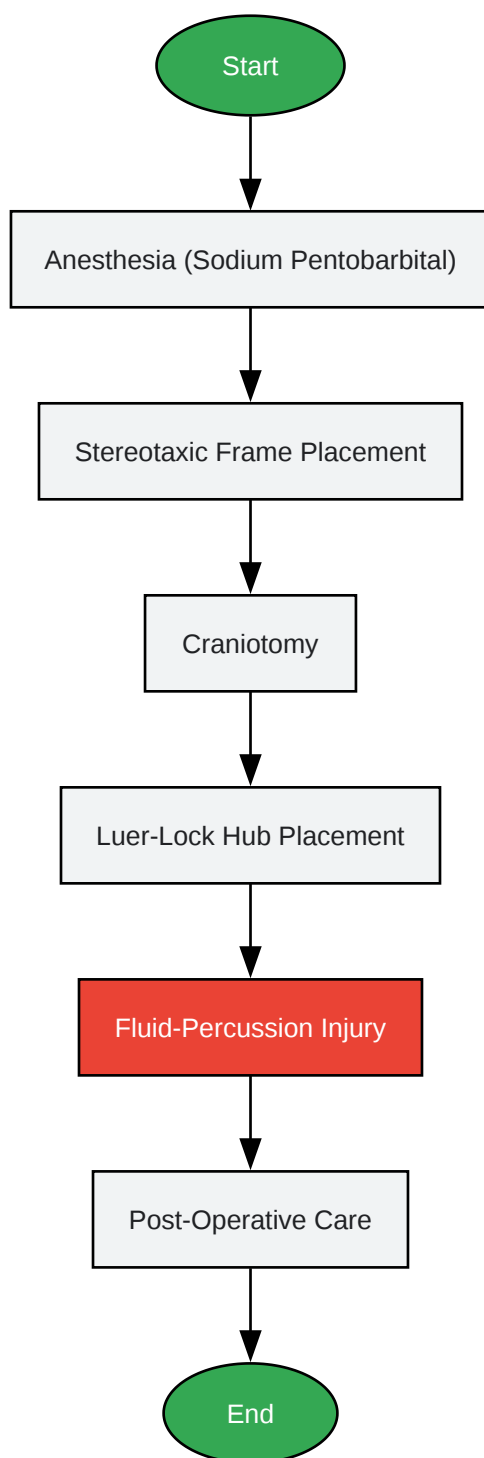 Start
Anesthesia (Sodium Pentobarbital)
Stereotaxic Frame Placement
Craniotomy
Luer-Lock Hub Placement
Fluid-Percussion Injury
Post-Operative Care
End